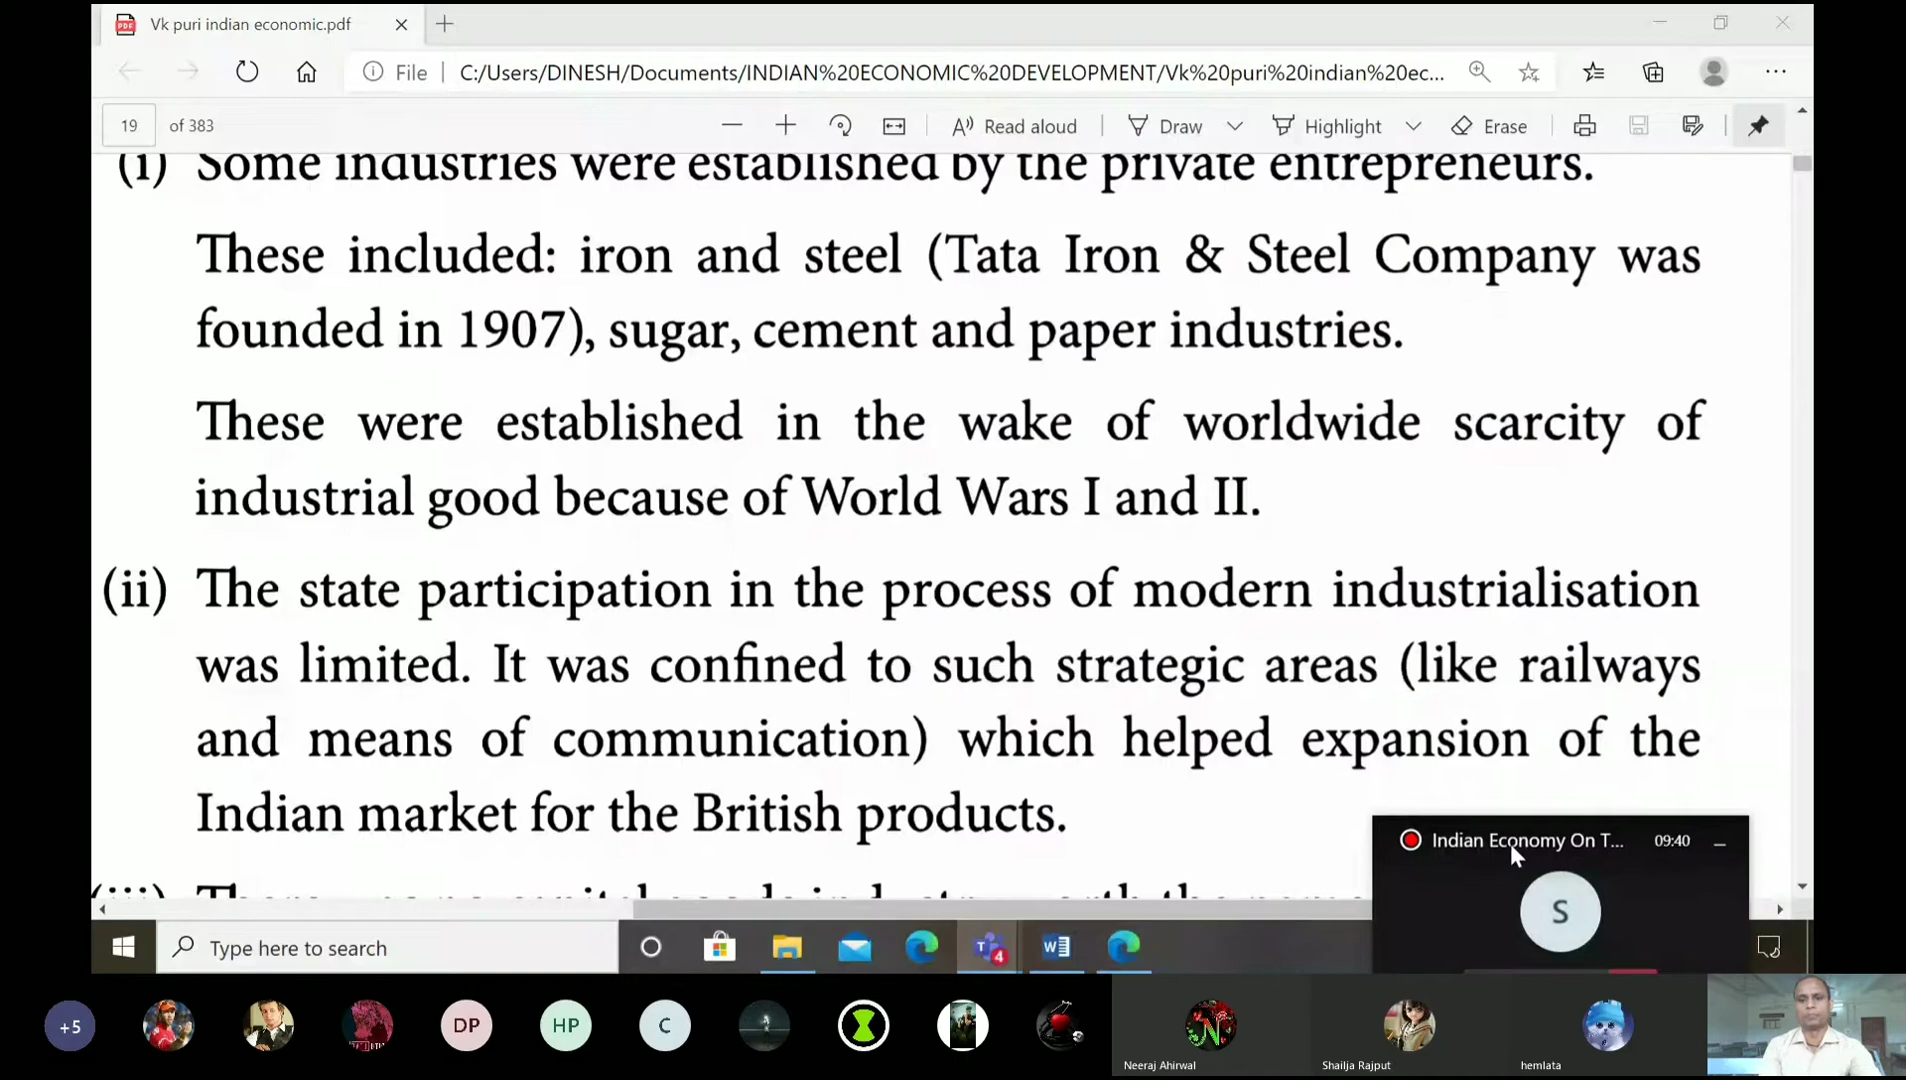 Vk puri indian economic.pdf
File
C:/Users/DINESH/Documents/INDIAN%20ECONOMIC%20DEVELOPMENT/Vk%20puri%20indian%20ec...
19 of 383
Read aloud
Draw
Highlight
Erase
(i) Some industries were established by the private entrepreneurs.
These included: iron and steel (Tata Iron & Steel Company was
founded in 1907), sugar, cement and paper industries.
These were established in the wake of worldwide scarcity of
industrial good because of World Wars I and II.
(ii) The state participation in the process of modern industrialisation
was limited. It was confined to such strategic areas (like railways
and means of communication) which helped expansion of the
Indian market for the British products.
Indian Economy On T...
09:40
S
Type here to search
4
+5
DP
HP
C
N
Neeraj Ahirwal
Shailja Rajput
hemlata